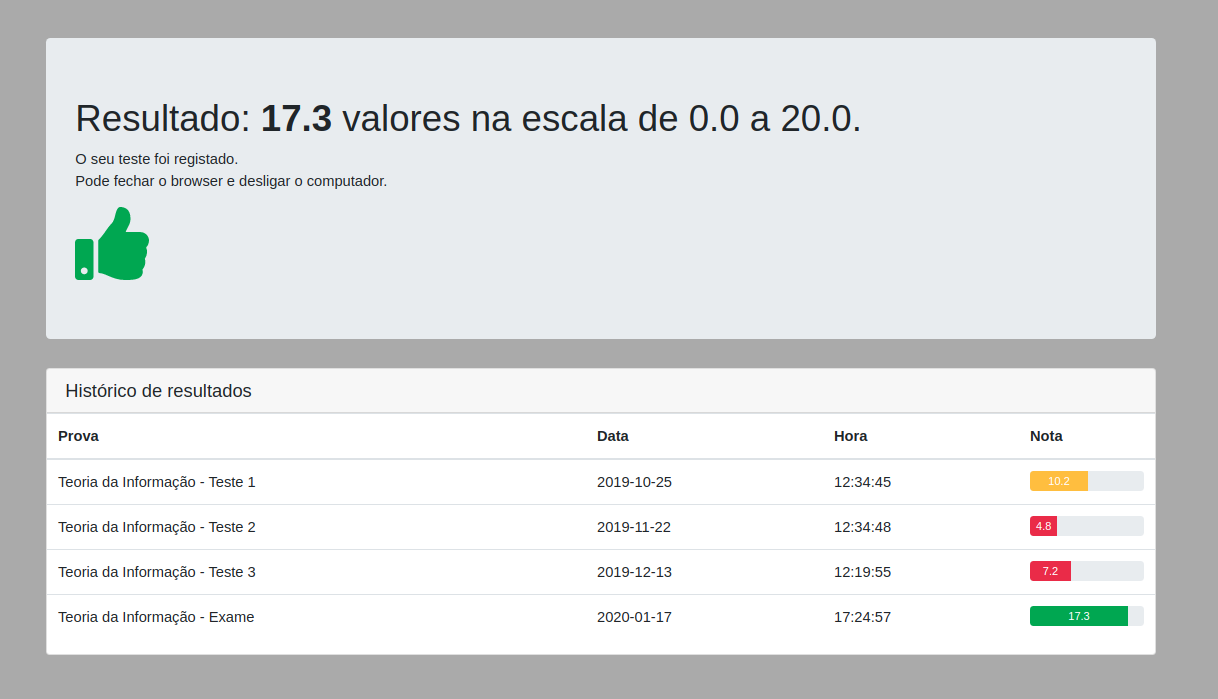 Resultado: 17.3 valores na escala de 0.0 a 20.0.
O seu teste foi registado.
Pode fechar o browser e desligar o computador.
Histórico de resultados
Prova Data Hora Nota
Teoria da Informação - Teste 1 2019-10-25 12:34:45 10.2
Teoria da Informação - Teste 2 2019-11-22 12:34:48 4.8
Teoria da Informação - Teste 3 2019-12-13 12:19:55 7.2
Teoria da Informação - Exame 2020-01-17 17:24:57 17.3